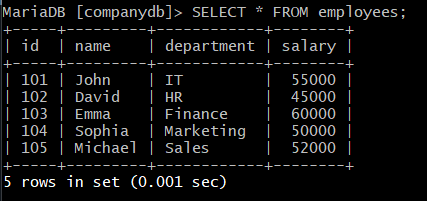 MariaDB [companydb]> SELECT * FROM employees;
+-----+---------+------------+--------+
| id  | name    | department | salary |
+-----+---------+------------+--------+
| 101 | John    | IT         |  55000 |
| 102 | David   | HR         |  45000 |
| 103 | Emma    | Finance    |  60000 |
| 104 | Sophia  | Marketing  |  50000 |
| 105 | Michael | Sales      |  52000 |
+-----+---------+------------+--------+
5 rows in set (0.001 sec)